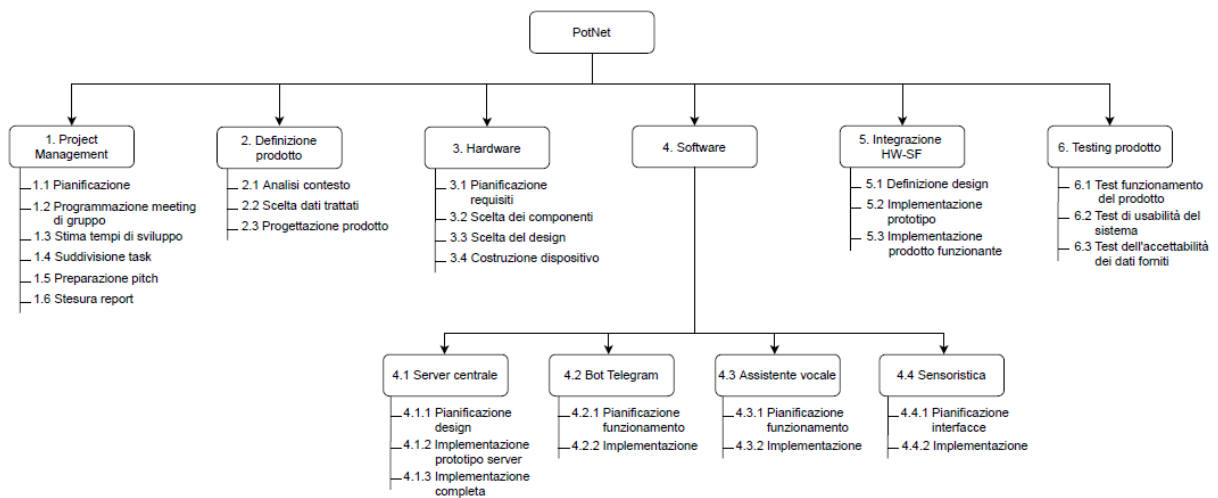 PotNet
1. Project
Management
1.1 Pianificazione
1.2 Programmazione meeting
di gruppo
1.3 Stima tempi di sviluppo
1.4 Suddivisione task
1.5 Preparazione pitch
1.6 Stesura report
2. Definizione
prodotto
2.1 Analisi contesto
2.2 Scelta dati trattati
2.3 Progettazione prodotto
3. Hardware
3.1 Pianificazione
requisiti
3.2 Scelta dei componenti
3.3 Scelta del design
3.4 Costruzione dispositivo
4. Software
4.1 Server centrale
4.1.1 Pianificazione
design
4.1.2 Implementazione
prototipo server
4.1.3 Implementazione
completa
4.2 Bot Telegram
4.2.1 Pianificazione
funzionamento
4.2.2 Implementazione
4.3 Assistente vocale
4.3.1 Pianificazione
funzionamento
4.3.2 Implementazione
4.4 Sensoristica
4.4.1 Pianificazione
interfacce
4.4.2 Implementazione
5. Integrazione
HW-SF
5.1 Definizione design
5.2 Implementazione
prototipo
5.3 Implementazione
prodotto funzionante
6. Testing prodotto
6.1 Test funzionamento
del prodotto
6.2 Test di usabilità del
sistema
6.3 Test dell'accettabilità
dei dati forniti